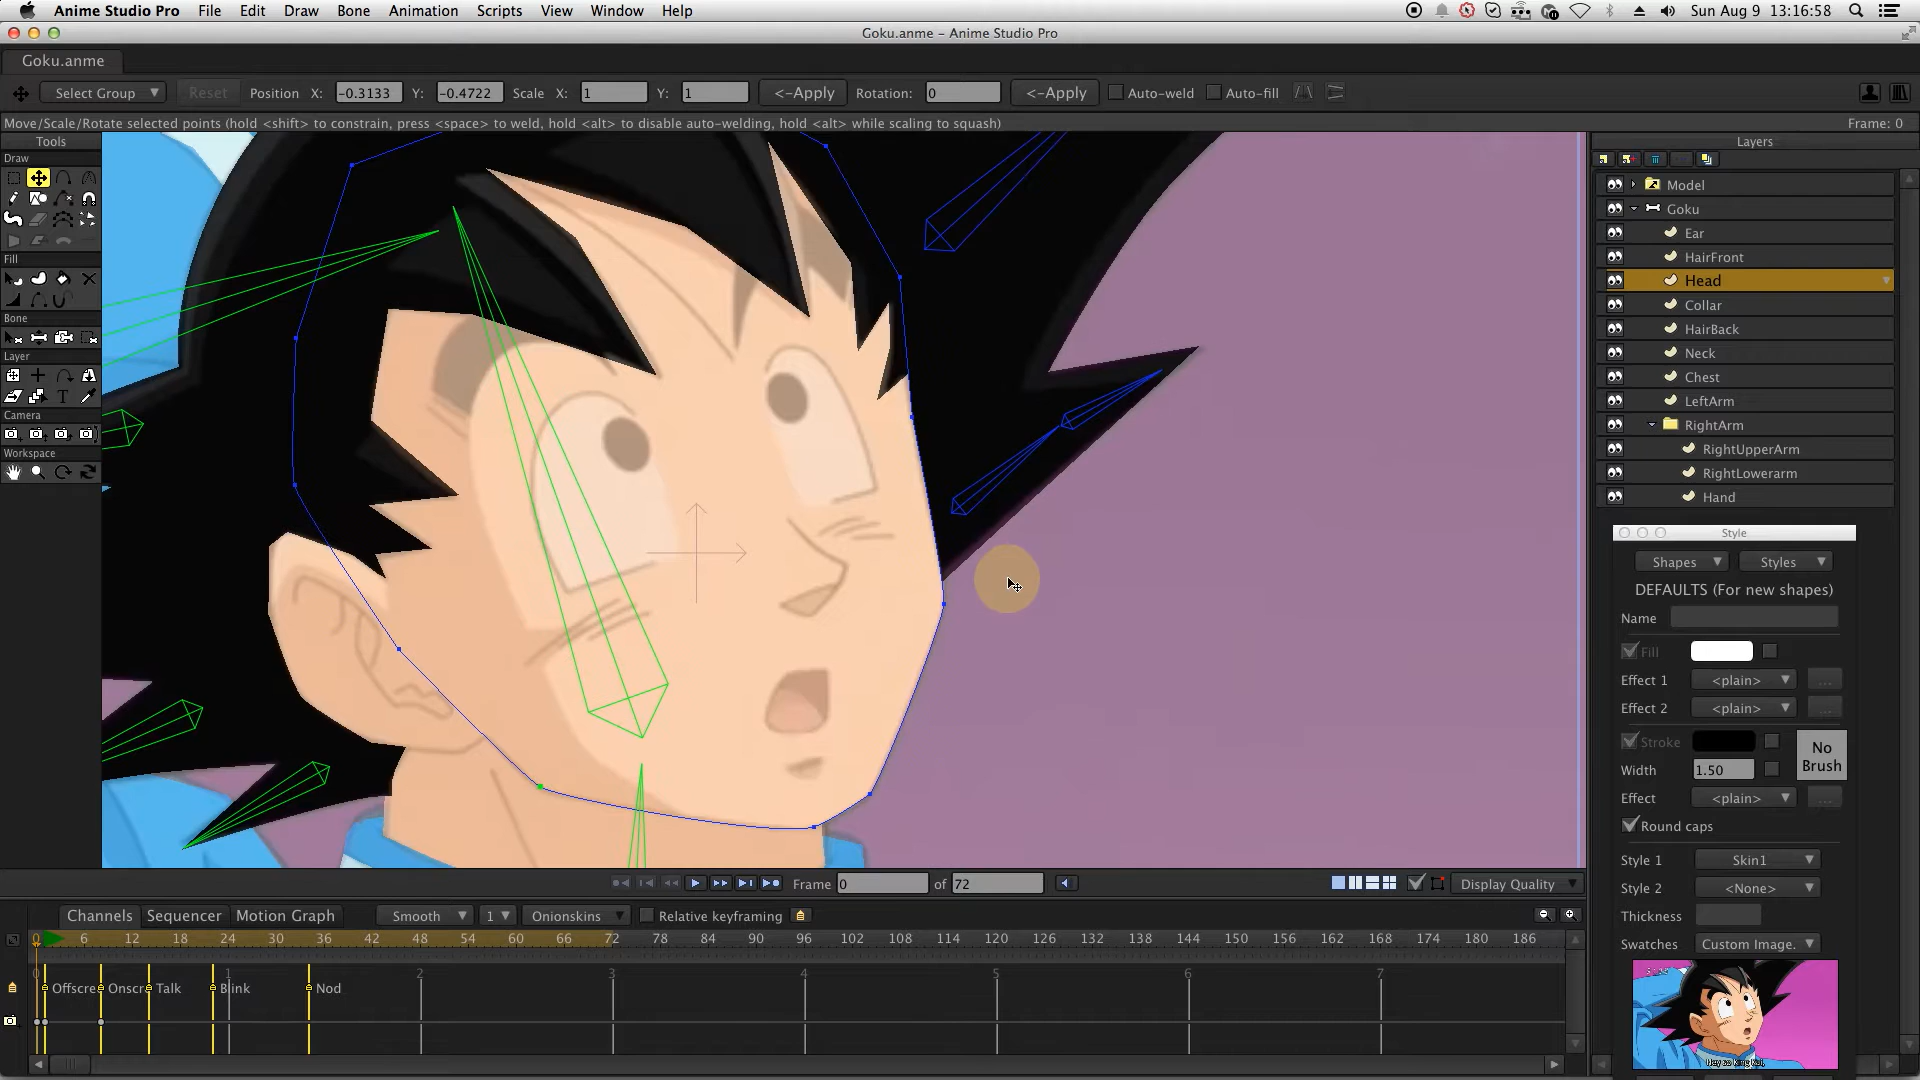 Anime Studio Pro File Edit Draw Bone Animation Scripts View Window Help Sun Aug 9 13:16:58
Goku.anme - Anime Studio Pro
Goku.anme
Select Group Reset Position X: -0.3133 Y: -0.4722 Scale X: 1 Y: 1 <-Apply Rotation: 0 <-Apply Auto-weld Auto-fill
Move/Scale/Rotate selected points (hold <shift> to constrain, press <space> to weld, hold <alt> to disable auto-welding, hold <alt> while scaling to squash) Frame: 0
Tools
Draw
Fill
Bone
Layer
Camera
Workspace
Layers
Model
Goku
Ear
HairFront
Head
Collar
HairBack
Neck
Chest
LeftArm
RightArm
RightUpperArm
RightLowerarm
Hand
Style
Shapes Styles
DEFAULTS (For new shapes)
Name
Fill
Effect 1 <plain> ...
Effect 2 <plain> ...
Stroke
No Brush
Width 1.50
Effect <plain> ...
Round caps
Style 1 Skin1
Style 2 <None>
Thickness
Swatches Custom Image.
Frame 0 of 72 Display Quality
Channels Sequencer Motion Graph Smooth 1 Onionskins Relative keyframing
0 6 12 18 24 30 36 42 48 54 60 66 72 78 84 90 96 102 108 114 120 126 132 138 144 150 156 162 168 174 180 186
0 1 2 3 4 5 6 7
Offscre Onscr Talk Blink Nod